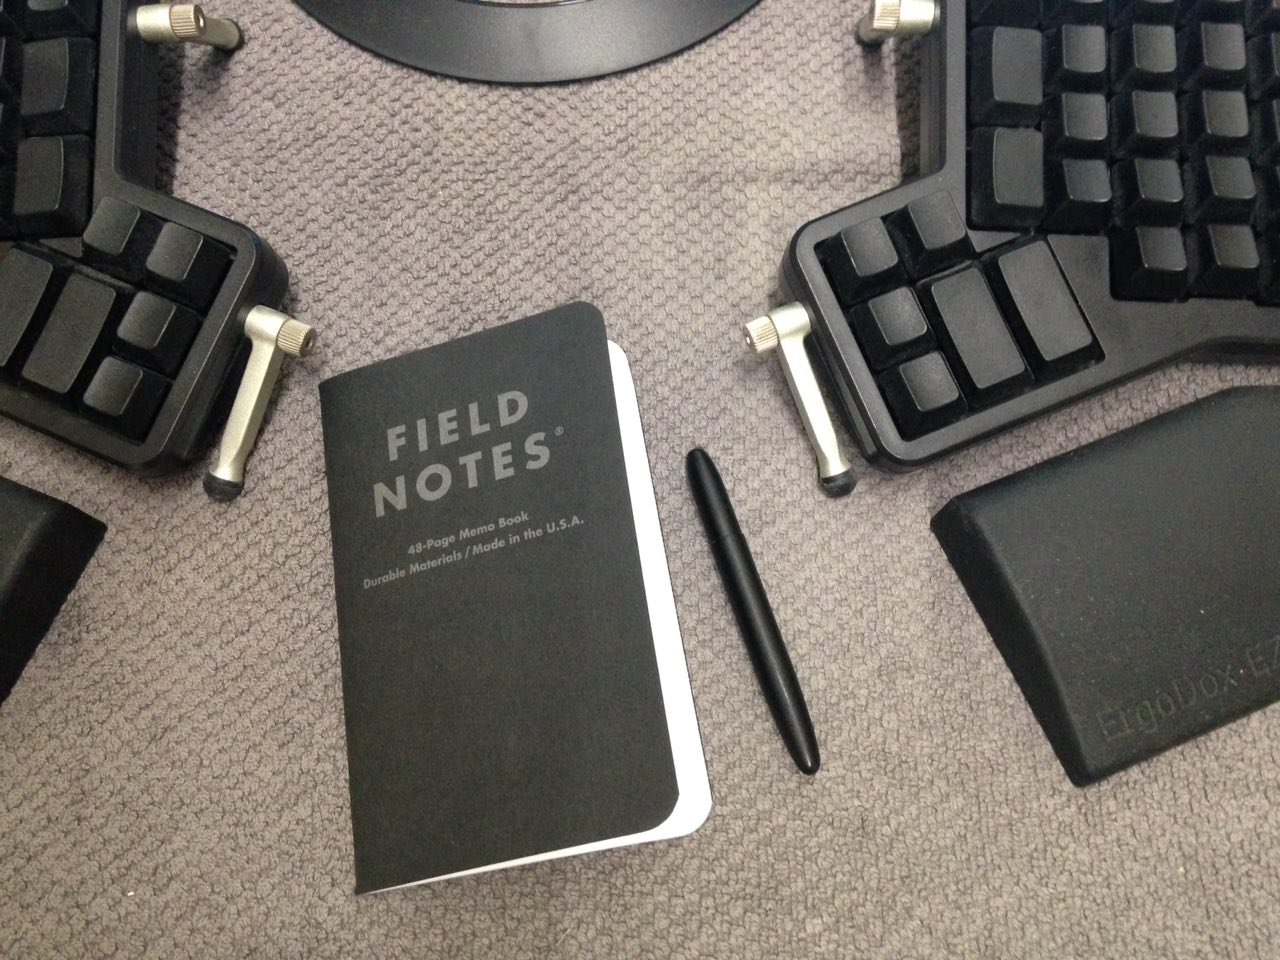 FIELD
NOTES®
48-Page Memo Book
Durable Materials / Made in the U.S.A.
ErgoDox EZ